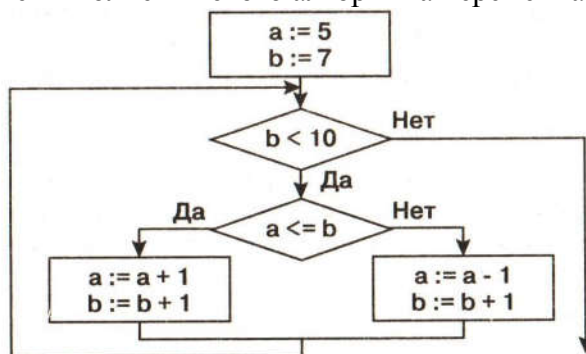 a := 5
b := 7
b < 10
Нет
Да
a <= b
Да
Нет
a := a + 1
b := b + 1
a := a - 1
b := b + 1